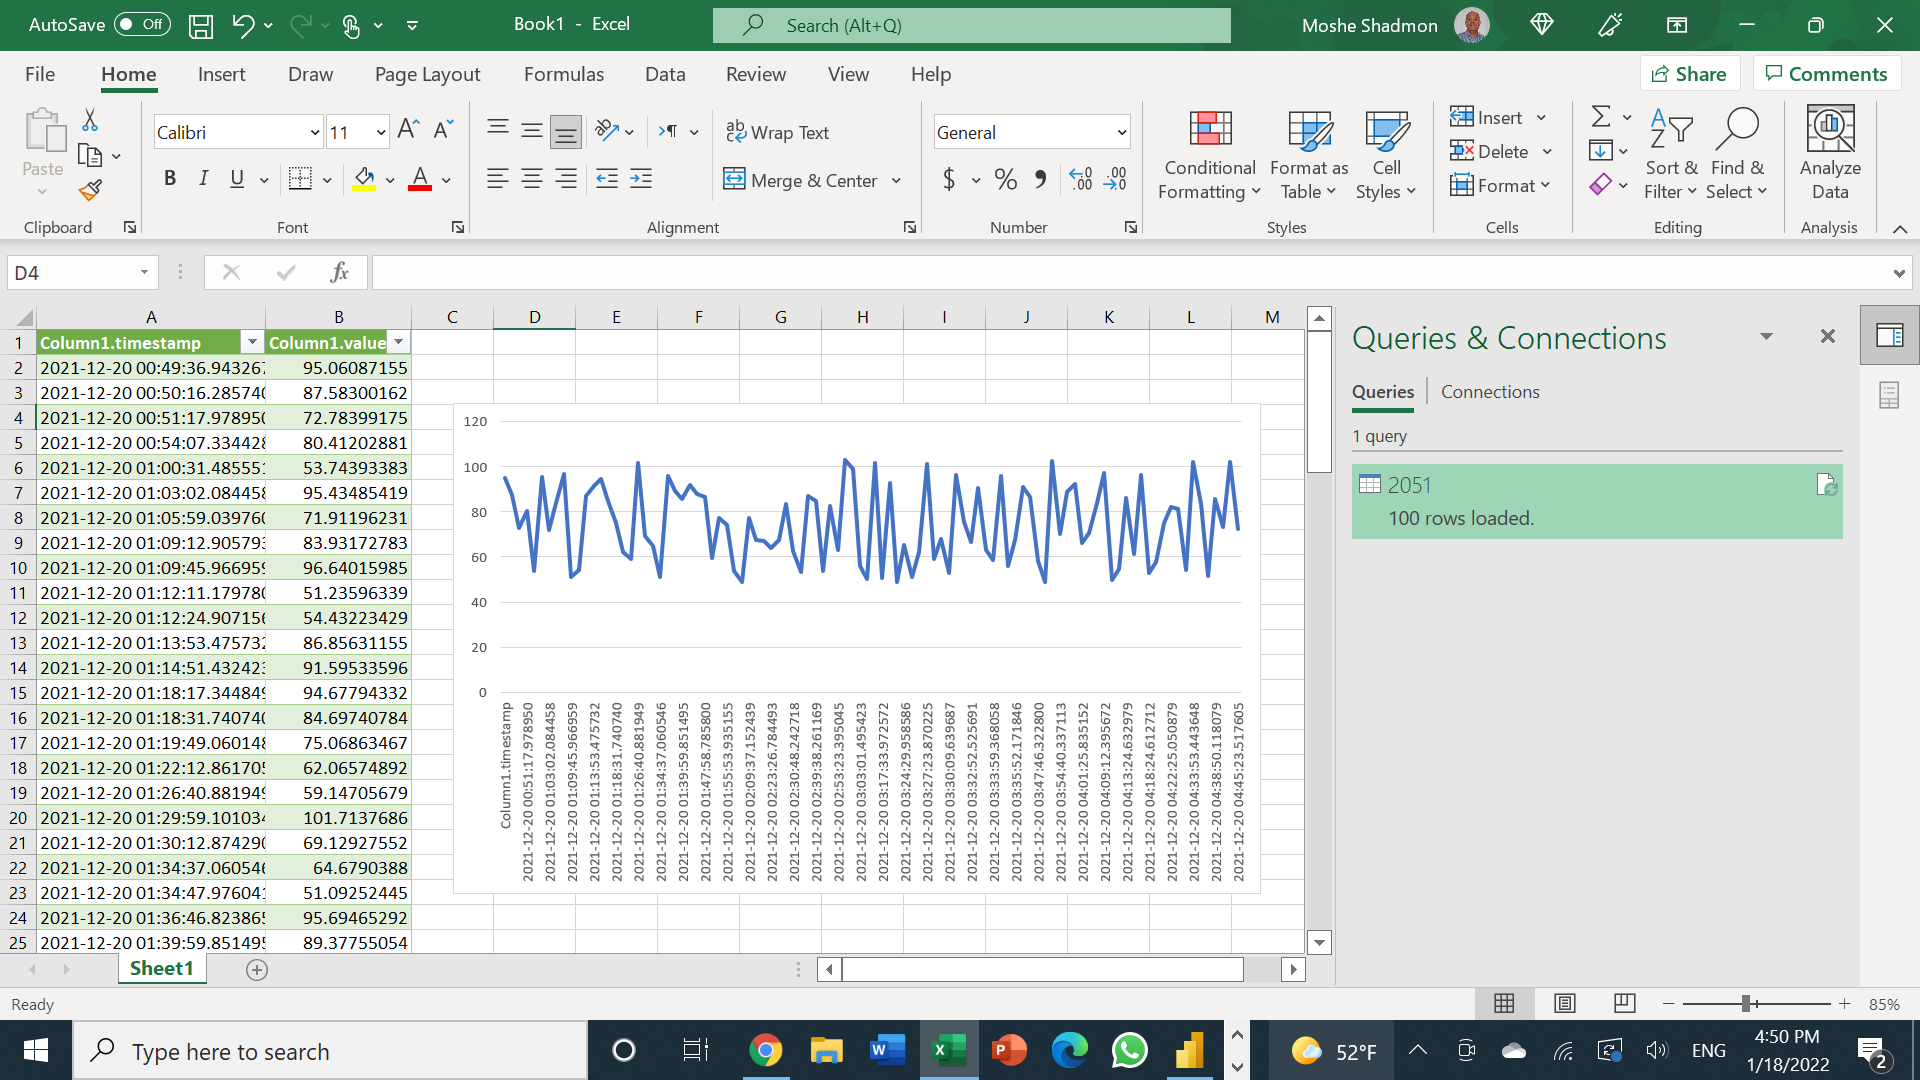 AutoSave Off Book1 - Excel Search (Alt+Q) Moshe Shadmon
File Home Insert Draw Page Layout Formulas Data Review View Help Share Comments
Paste
Clipboard
Calibri 11
B I U
Font
Wrap Text
Merge & Center
Alignment
General
$ % .00
Number
Conditional Formatting
Format as Table
Cell Styles
Styles
Insert
Delete
Format
Cells
Sort & Filter
Find & Select
Editing
Analyze Data
Analysis
D4 fx
A B C D E F G H I J K L M
1 Column1.timestamp Column1.value
2 2021-12-20 00:49:36.943267 95.06087155
3 2021-12-20 00:50:16.28574 87.58300162
4 2021-12-20 00:51:17.978950 72.78399175
5 2021-12-20 00:54:07.334428 80.41202881
6 2021-12-20 01:00:31.485551 53.74393383
7 2021-12-20 01:03:02.084458 95.43485419
8 2021-12-20 01:05:59.039760 71.91196231
9 2021-12-20 01:09:12.905793 83.93172783
10 2021-12-20 01:09:45.966959 96.64015985
11 2021-12-20 01:12:11.179780 51.23596339
12 2021-12-20 01:12:24.907156 54.43223429
13 2021-12-20 01:13:53.475732 86.85631155
14 2021-12-20 01:14:51.432423 91.59533596
15 2021-12-20 01:18:17.344849 94.67794332
16 2021-12-20 01:18:31.740740 84.69740784
17 2021-12-20 01:19:49.060148 75.06863467
18 2021-12-20 01:22:12.861705 62.06574892
19 2021-12-20 01:26:40.881949 59.14705679
20 2021-12-20 01:29:59.101034 101.7137686
21 2021-12-20 01:30:12.874290 69.12927552
22 2021-12-20 01:34:37.060546 64.6790388
23 2021-12-20 01:34:47.976041 51.09252445
24 2021-12-20 01:36:46.823865 95.69465292
25 2021-12-20 01:39:59.851495 89.37755054
120
100
80
60
40
20
0
Column1.timestamp
2021-12-20 00:51:17.978950
2021-12-20 01:03:02.084458
2021-12-20 01:09:45.966959
2021-12-20 01:13:53.475732
2021-12-20 01:18:31.740740
2021-12-20 01:26:40.881949
2021-12-20 01:34:37.060546
2021-12-20 01:39:59.851495
2021-12-20 01:47:58.785800
2021-12-20 01:55:53.935155
2021-12-20 02:09:37.152439
2021-12-20 02:23:26.784493
2021-12-20 02:30:48.242718
2021-12-20 02:39:38.261169
2021-12-20 02:53:23.395045
2021-12-20 03:03:01.495423
2021-12-20 03:17:33.972572
2021-12-20 03:24:29.958586
2021-12-20 03:27:23.870225
2021-12-20 03:30:09.639687
2021-12-20 03:32:52.525691
2021-12-20 03:33:59.368058
2021-12-20 03:35:52.171846
2021-12-20 03:47:46.322800
2021-12-20 03:54:40.337113
2021-12-20 04:01:25.835152
2021-12-20 04:09:12.395672
2021-12-20 04:13:24.632979
2021-12-20 04:18:24.612712
2021-12-20 04:22:25.050879
2021-12-20 04:33:53.443648
2021-12-20 04:38:50.118079
2021-12-20 04:45:23.517605
Queries & Connections
Queries Connections
1 query
2051
100 rows loaded.
Sheet1
Ready 85%
Type here to search 52°F ENG 4:50 PM
1/18/2022 2